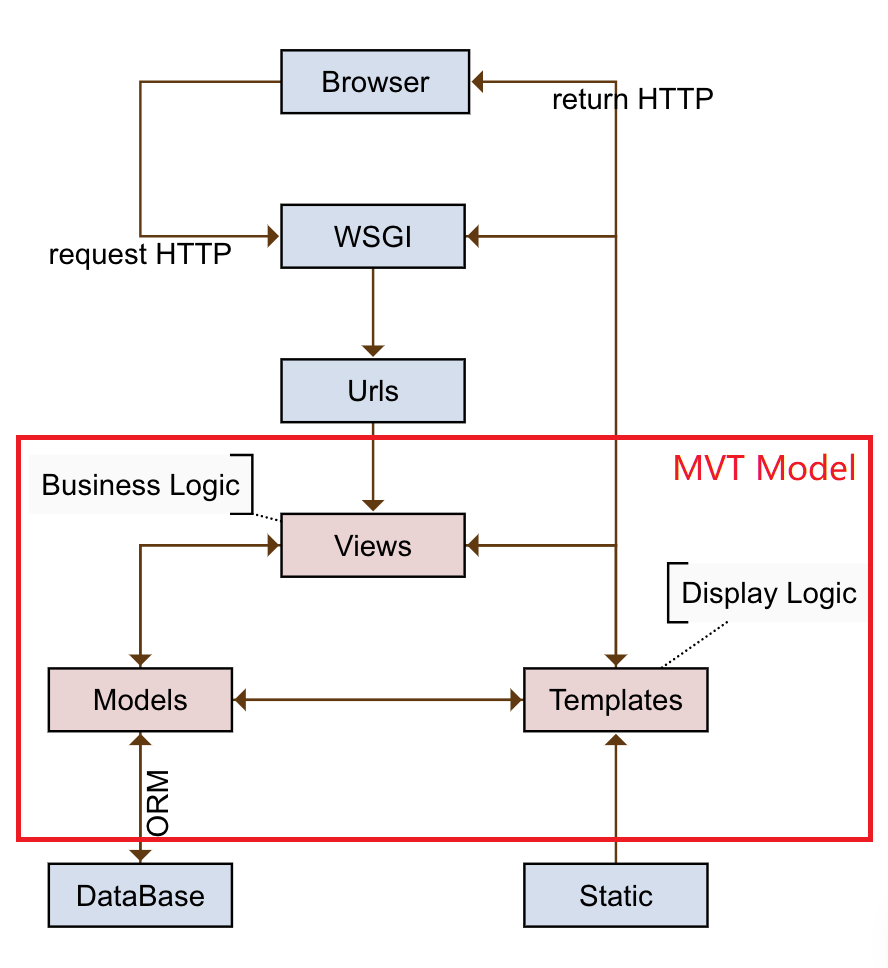 Browser
return HTTP
WSGI
request HTTP
Urls
MVT Model
Business Logic
Views
Display Logic
Models
Templates
ORM
DataBase
Static